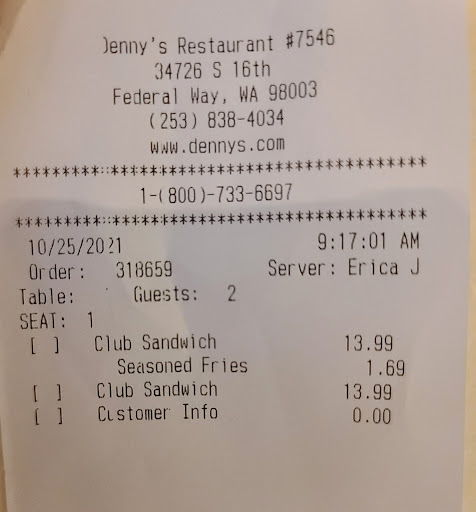 Denny's Restaurant #7546
34726 S 16th
Federal Way, WA 98003
(253) 838-4034
www.dennys.com
*********::***********************************
1-(800)-733-6697
*********::***********************************
10/25/2021 9:17:01 AM
Order: 318659 Server: Erica J
Table: Guests: 2
SEAT: 1
[ ] Club Sandwich 13.99
Seasoned Fries 1.69
[ ] Club Sandwich 13.99
[ ] Customer Info 0.00